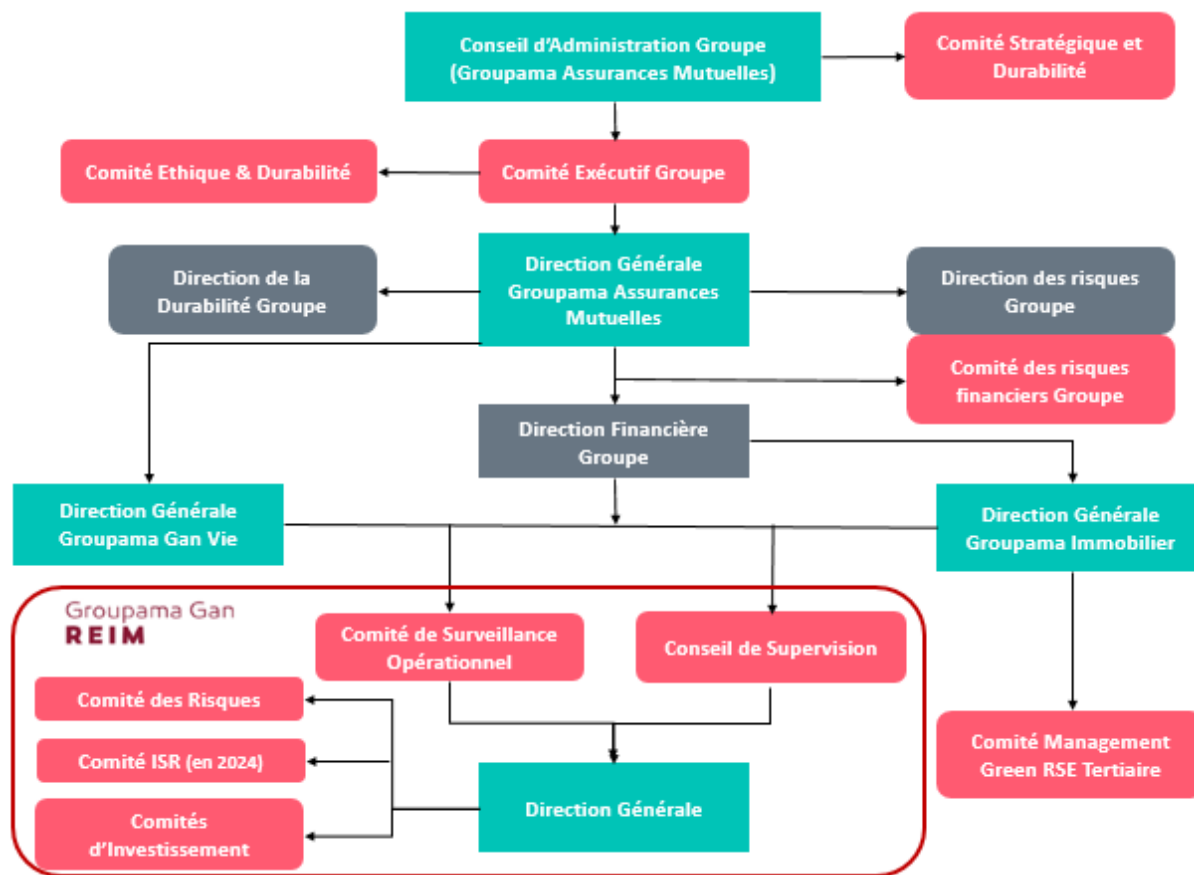 Conseil d'Administration Groupe
(Groupama Assurances Mutuelles)
Comité Stratégique et
Durabilité
Comité Ethique & Durabilité
Comité Exécutif Groupe
Direction de la
Durabilité Groupe
Direction Générale
Groupama Assurances
Mutuelles
Direction des risques
Groupe
Comité des risques
financiers Groupe
Direction Financière
Groupe
Direction Générale
Groupama Gan Vie
Direction Générale
Groupama Immobilier
Groupama Gan
REIM
Comité de Surveillance
Opérationnel
Conseil de Supervision
Comité des Risques
Comité ISR (en 2024)
Comités
d'Investissement
Direction Générale
Comité Management
Green RSE Tertiaire